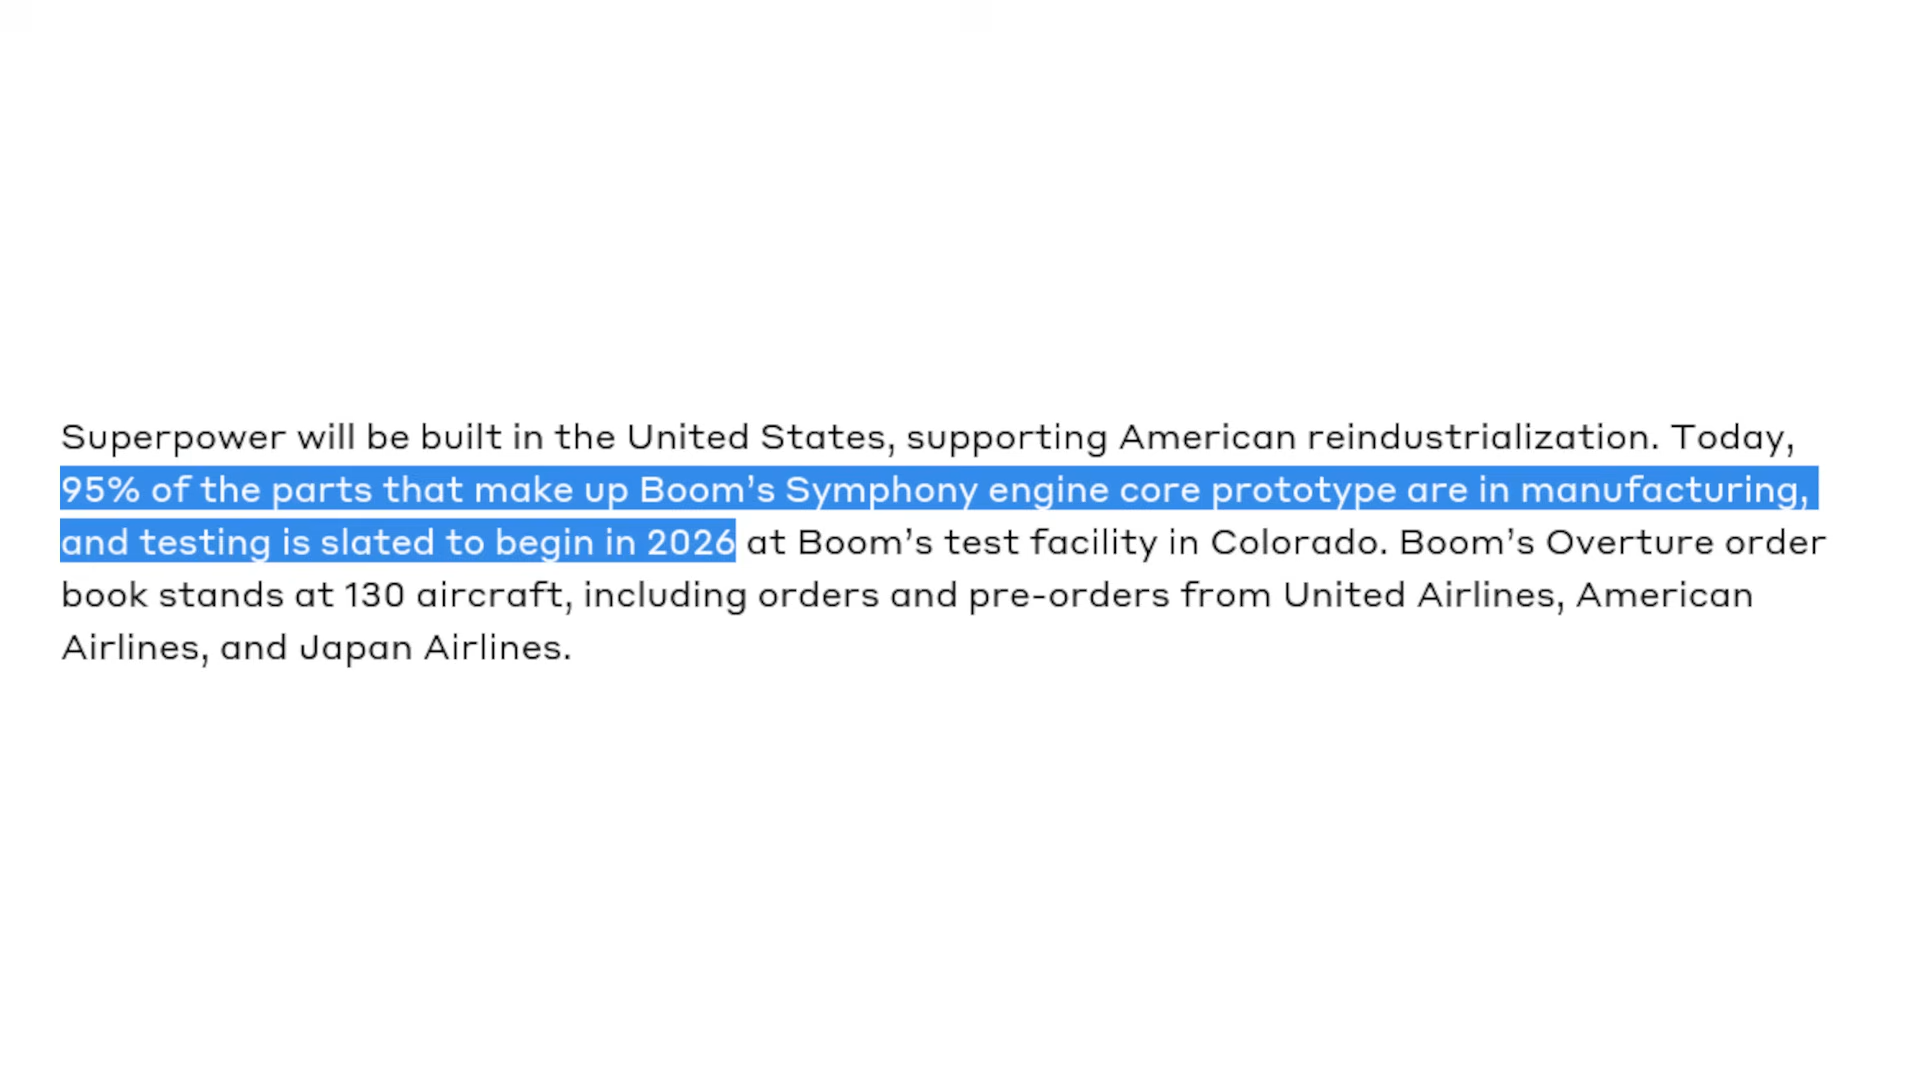 Superpower will be built in the United States, supporting American reindustrialization. Today,
95% of the parts that make up Boom’s Symphony engine core prototype are in manufacturing,
and testing is slated to begin in 2026 at Boom’s test facility in Colorado. Boom’s Overture order
book stands at 130 aircraft, including orders and pre-orders from United Airlines, American
Airlines, and Japan Airlines.